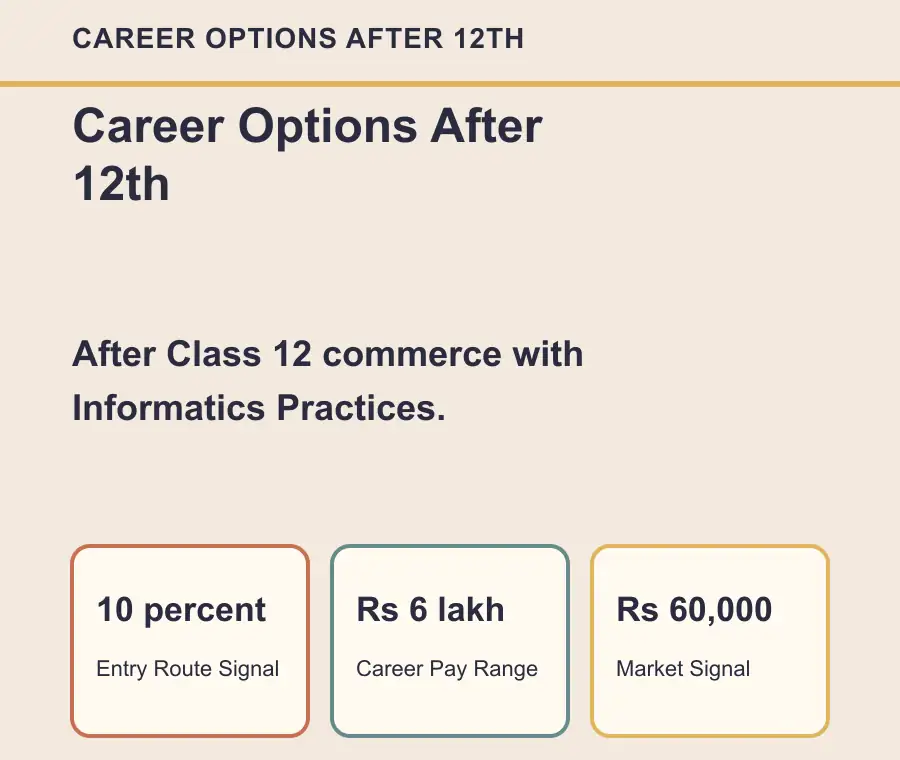 CAREER OPTIONS AFTER 12TH
Career Options After
12th
After Class 12 commerce with
Informatics Practices.
10 percent
Entry Route Signal
Rs 6 lakh
Career Pay Range
Rs 60,000
Market Signal